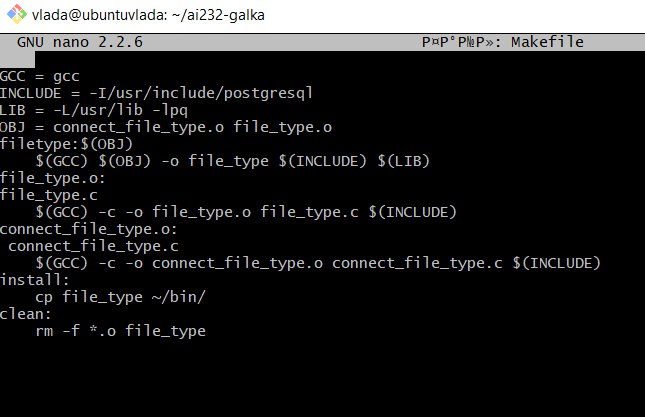 vlada@ubuntuvlada: ~/ai232-galka
GNU nano 2.2.6 Р¤Р°Р№Р»: Makefile
GCC = gcc
INCLUDE = -I/usr/include/postgresql
LIB = -L/usr/lib -lpq
OBJ = connect_file_type.o file_type.o
filetype:$(OBJ)
    $(GCC) $(OBJ) -o file_type $(INCLUDE) $(LIB)
file_type.o:
file_type.c
    $(GCC) -c -o file_type.o file_type.c $(INCLUDE)
connect_file_type.o:
 connect_file_type.c
    $(GCC) -c -o connect_file_type.o connect_file_type.c $(INCLUDE)
install:
    cp file_type ~/bin/
clean:
    rm -f *.o file_type